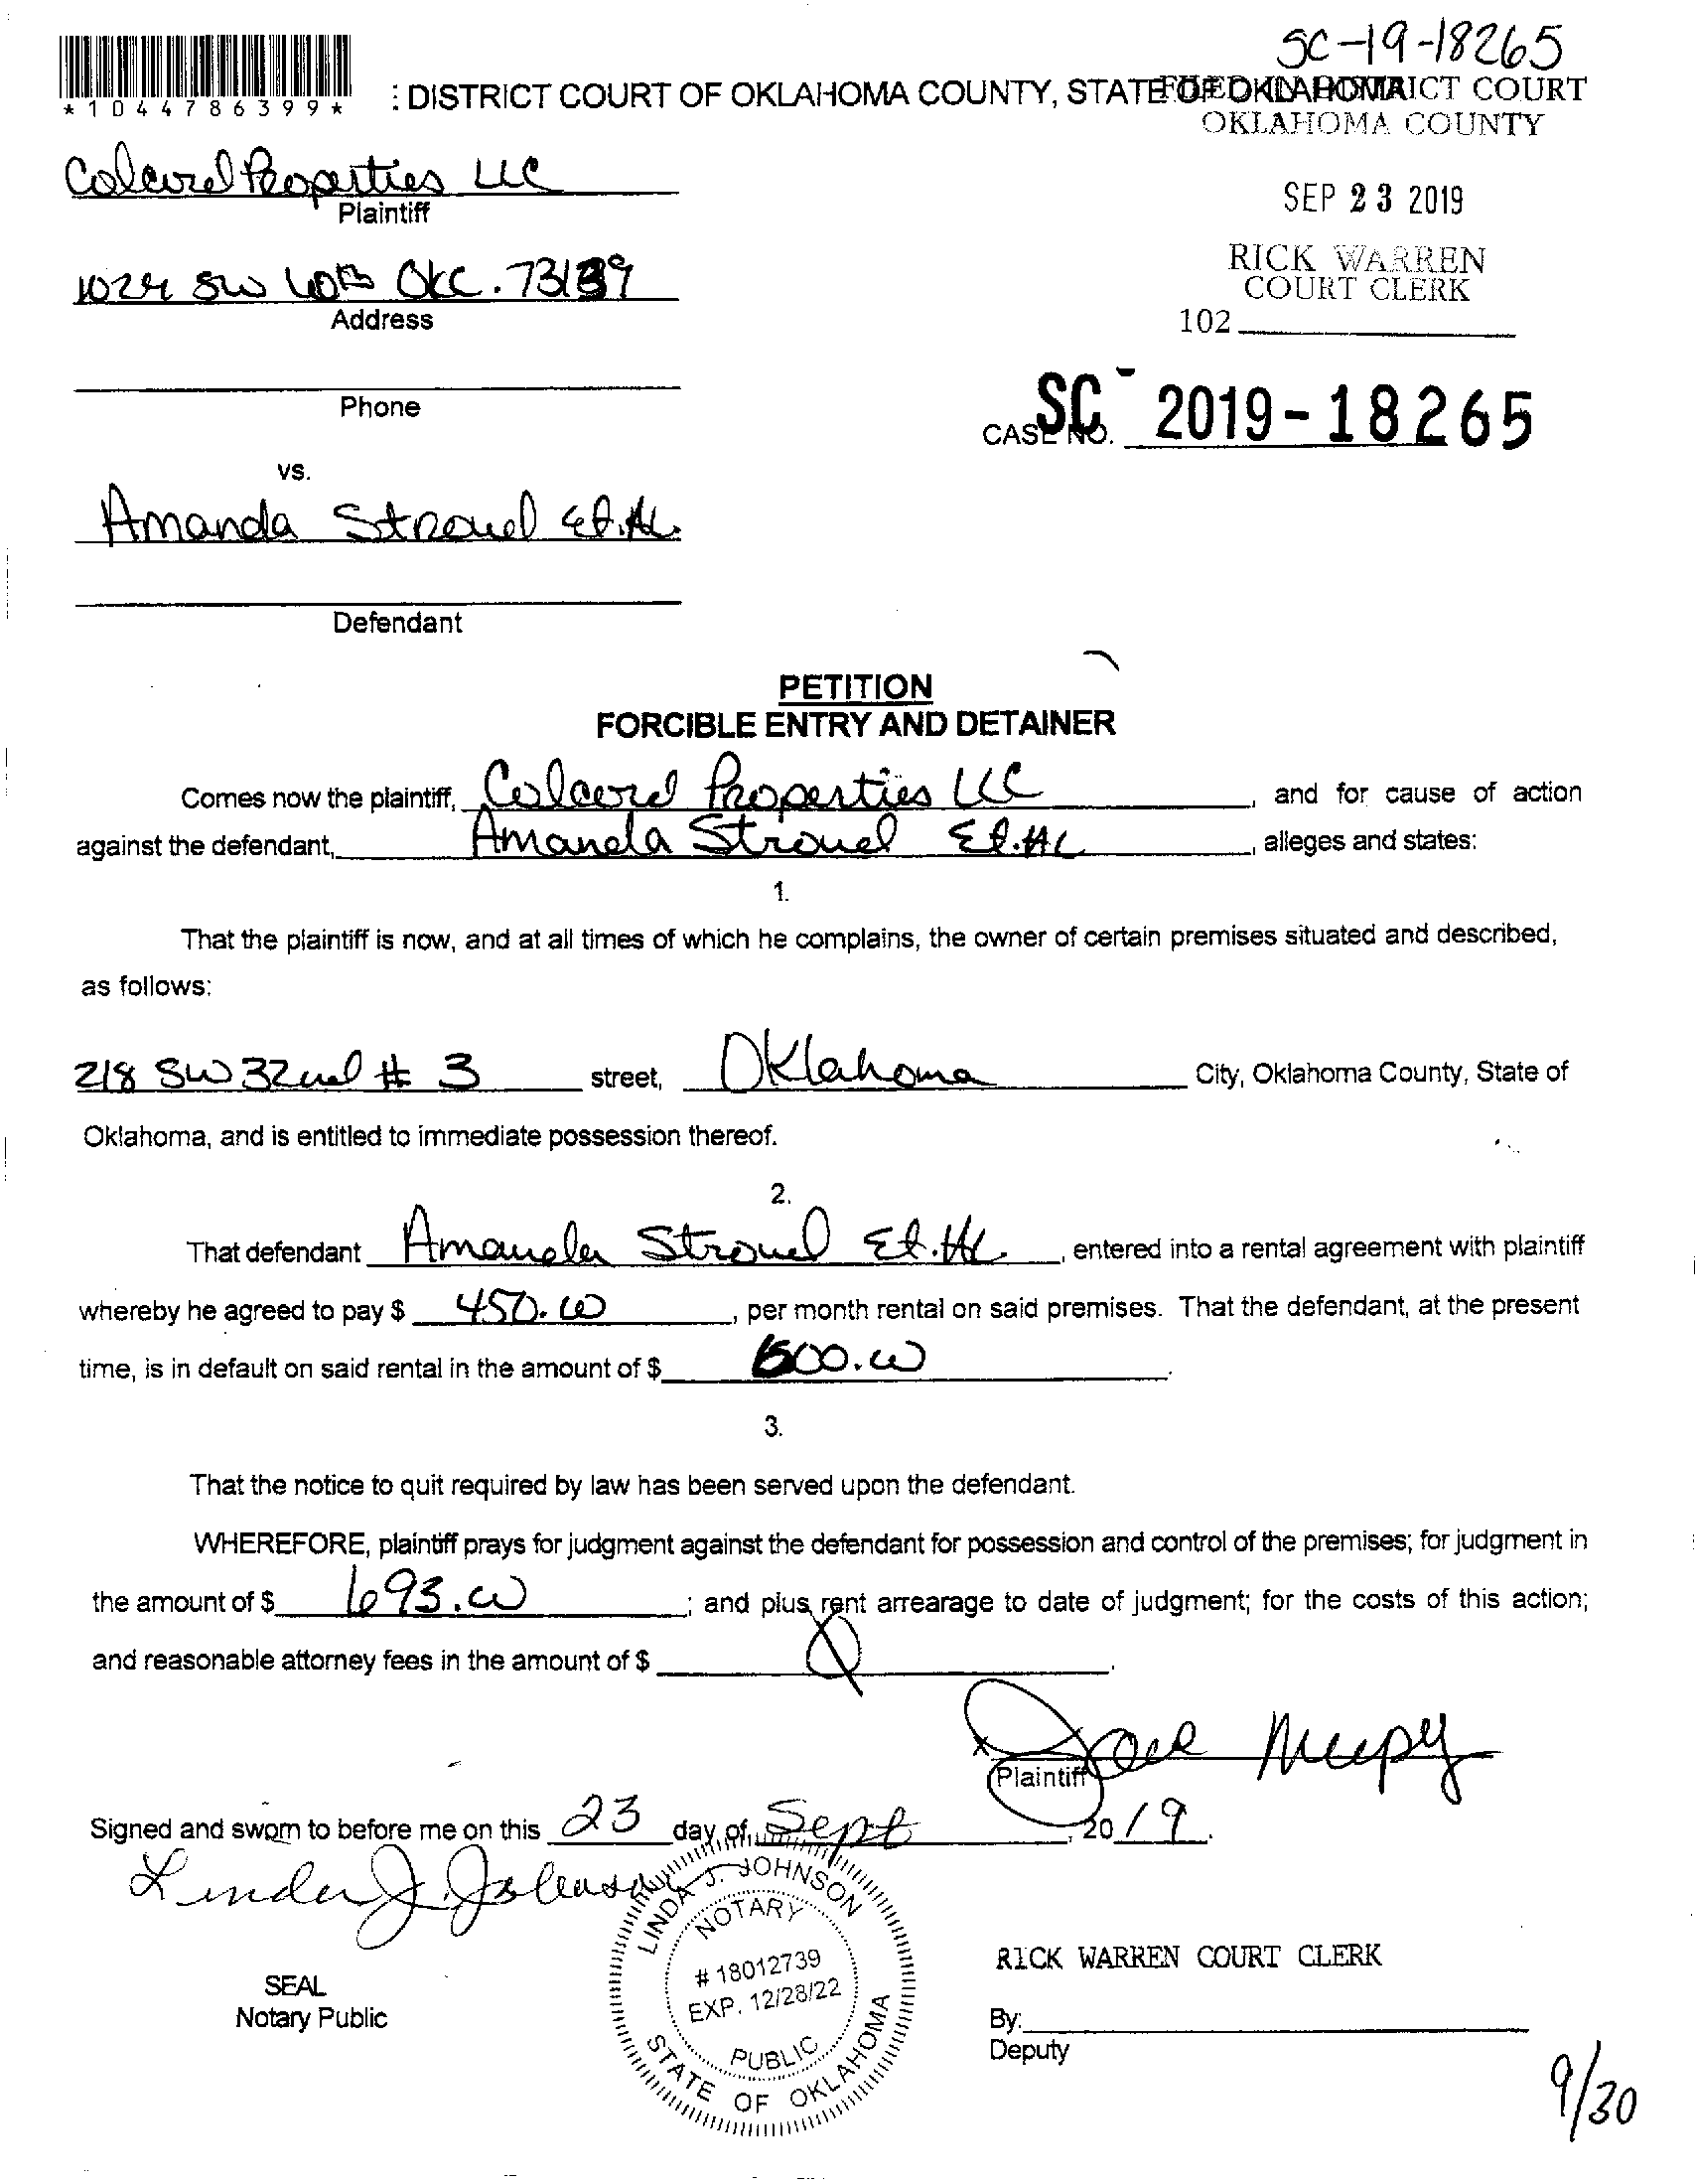 SC-19-18265
*1044786399*
: DISTRICT COURT OF OKLAHOMA COUNTY, STATE OF OKLAHOMA
FILED IN DISTRICT COURT
OKLAHOMA COUNTY
Properties LLC
Plaintiff
SEP 23 2019
RICK WARREN
COURT CLERK
102
SW OKC. 73139
Address
Phone
CASE NO. SC- 2019-18265
vs.
Amanda Et.Al.
Defendant
PETITION
FORCIBLE ENTRY AND DETAINER
Comes now the plaintiff, Properties LLC, and for cause of action
against the defendant, Amanda Et.Al, alleges and states:
1.
That the plaintiff is now, and at all times of which he complains, the owner of certain premises situated and described,
as follows:
218 SW 32nd # 3 street, Oklahoma City, Oklahoma County, State of
Oklahoma, and is entitled to immediate possession thereof.
2.
That defendant Amanda Et.Al, entered into a rental agreement with plaintiff
whereby he agreed to pay $ 450.00, per month rental on said premises. That the defendant, at the present
time, is in default on said rental in the amount of $ .
3.
That the notice to quit required by law has been served upon the defendant.
WHEREFORE, plaintiff prays for judgment against the defendant for possession and control of the premises; for judgment in
the amount of $ 693.00; and plus rent arrearage to date of judgment; for the costs of this action;
and reasonable attorney fees in the amount of $ .
Plaintiff
Signed and sworn to before me on this 23 day of Sept, 2019.
Linda J. Johnson
LINDA J. JOHNSON
NOTARY
# 18012739
EXP. 12/28/22
PUBLIC
STATE OF OKLAHOMA
SEAL
Notary Public
RICK WARREN COURT CLERK
By:
Deputy
9/30